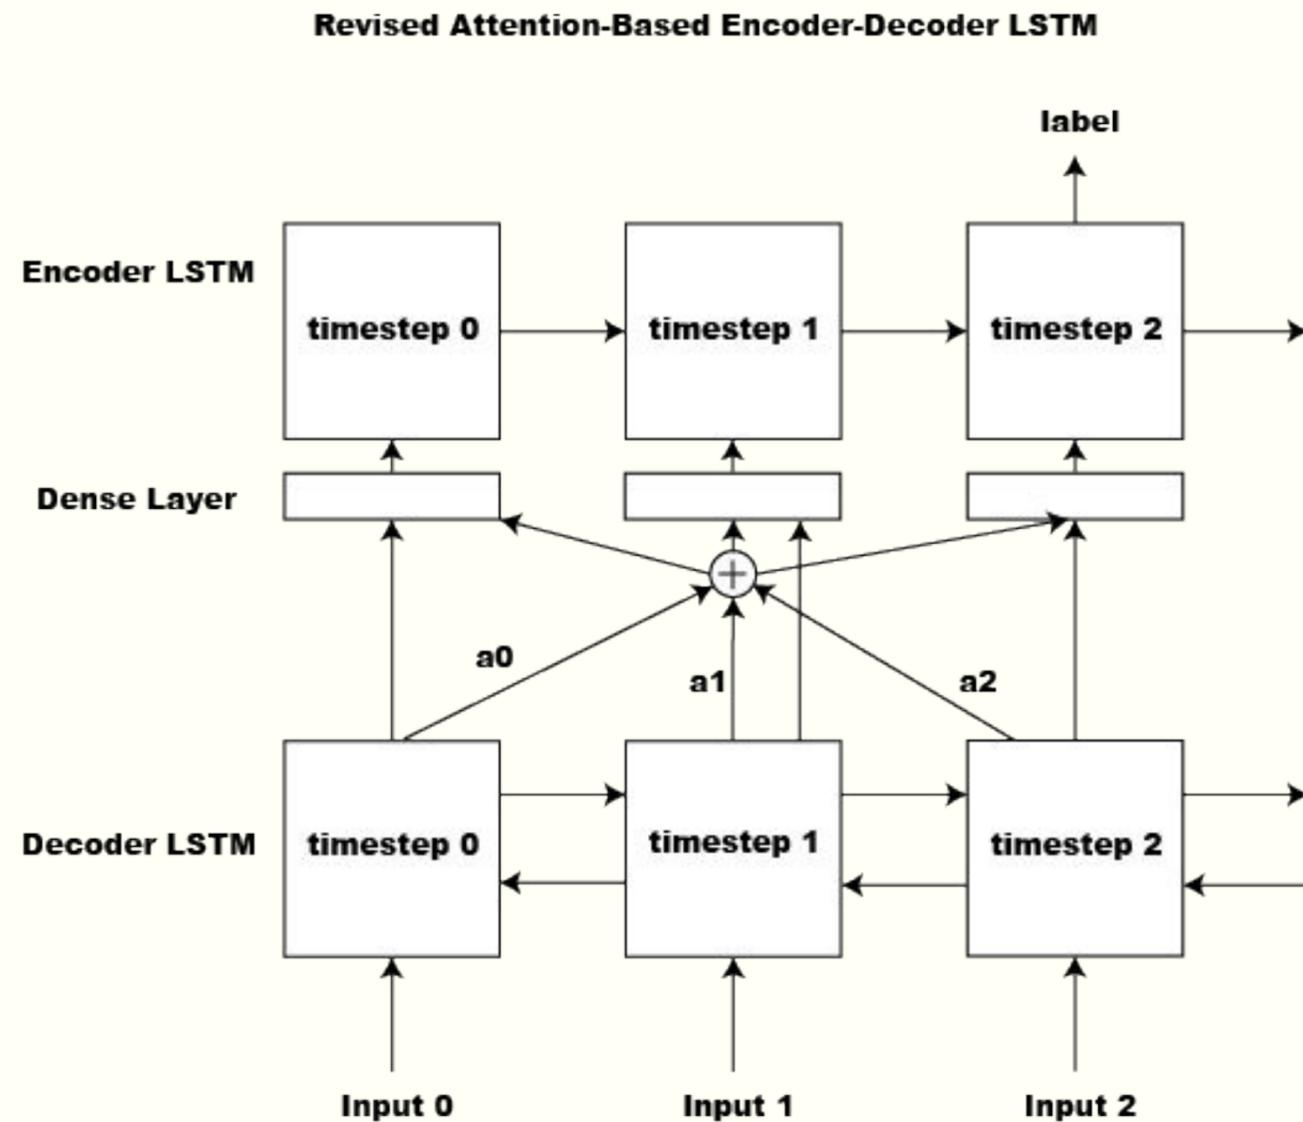 Revised Attention-Based Encoder-Decoder LSTM
label
Encoder LSTM
timestep 0
timestep 1
timestep 2
Dense Layer
+
a0
a1
a2
Decoder LSTM
timestep 0
timestep 1
timestep 2
Input 0
Input 1
Input 2